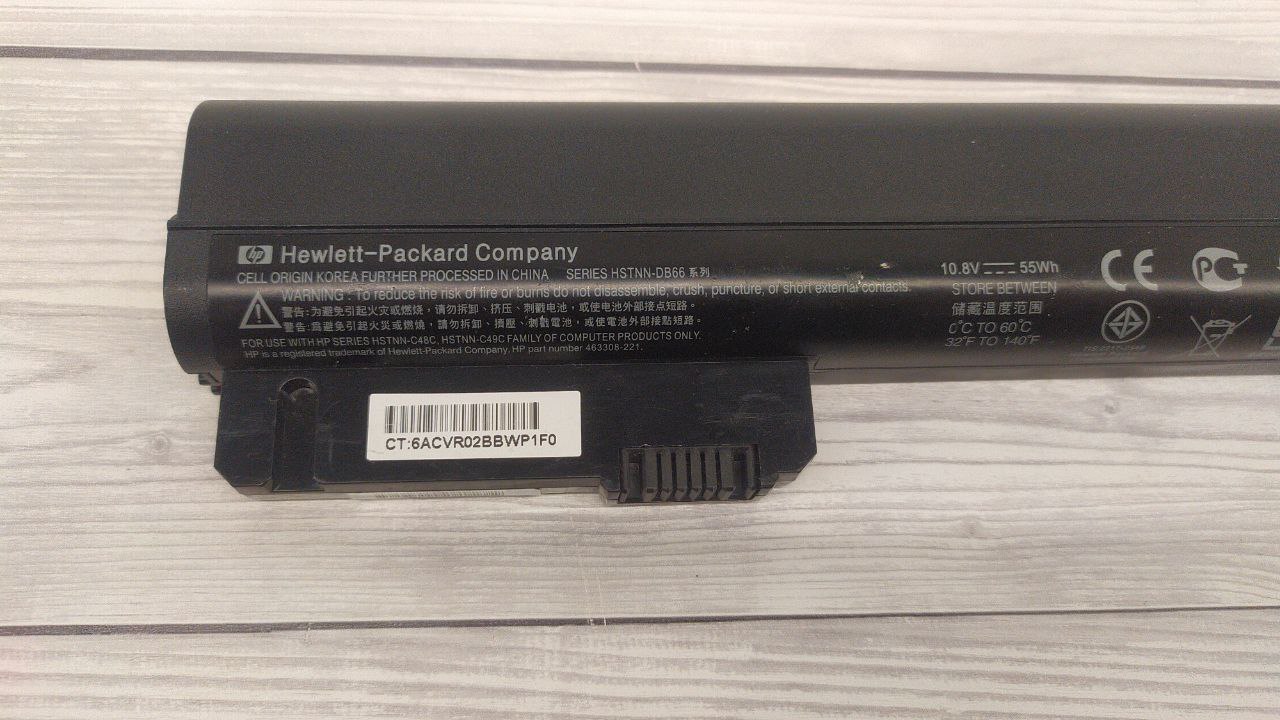 hp Hewlett-Packard Company
CELL ORIGIN KOREA FURTHER PROCESSED IN CHINA SERIES HSTNN-DB66 系列
WARNING : To reduce the risk of fire or burns do not disassemble, crush, puncture, or short external contacts.
警告:为避免引起火灾或燃烧，请勿拆卸、挤压、刺戳电池，或使电池外部接点短路。
警告:為避免引起火災或燃燒，請勿拆卸、擠壓、刺戳電池，或使電池外部接點短路。
FOR USE WITH HP SERIES HSTNN-C48C, HSTNN-C49C FAMILY OF COMPUTER PRODUCTS ONLY.
HP is a registered trademark of Hewlett-Packard Company, HP part number 463308-221.
10.8V 55Wh
STORE BETWEEN
储藏温度范围
0°C TO 60°C
32°F TO 140°F
CE
CT:6ACVR02BBWP1F0